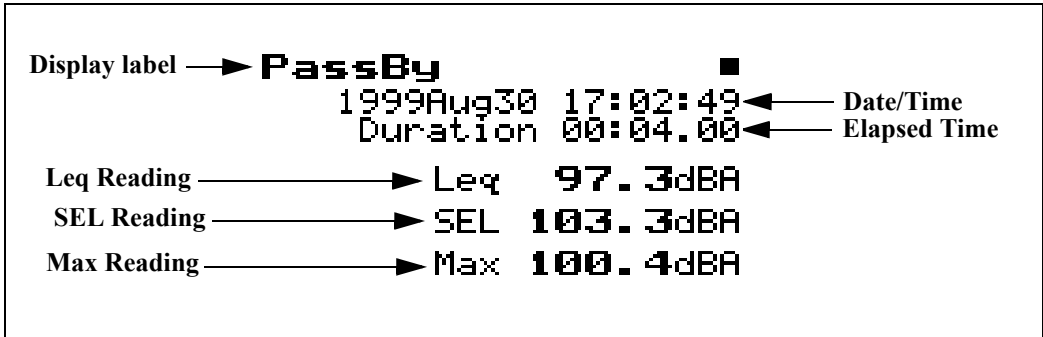 Display label PassBy
1999Aug30 17:02:49 Date/Time
Duration 00:04.00 Elapsed Time
Leq Reading Leq 97.3dBA
SEL Reading SEL 103.3dBA
Max Reading Max 100.4dBA